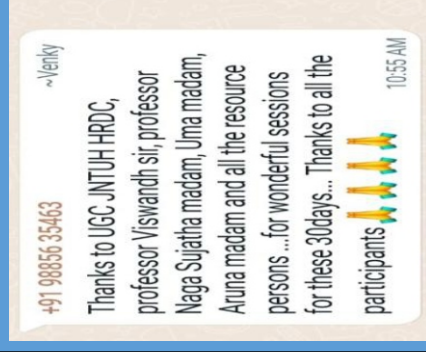 +91 98856 35463 ~Venky
Thanks to UGC JNTUH HRDC,
professor Viswandh sir, professor
Naga Sujatha madam, Uma madam,
Aruna madam and all the resource
persons ...for wonderful sessions
for these 30days... Thanks to all the
participants 🙏🙏🙏🙏
10:55 AM